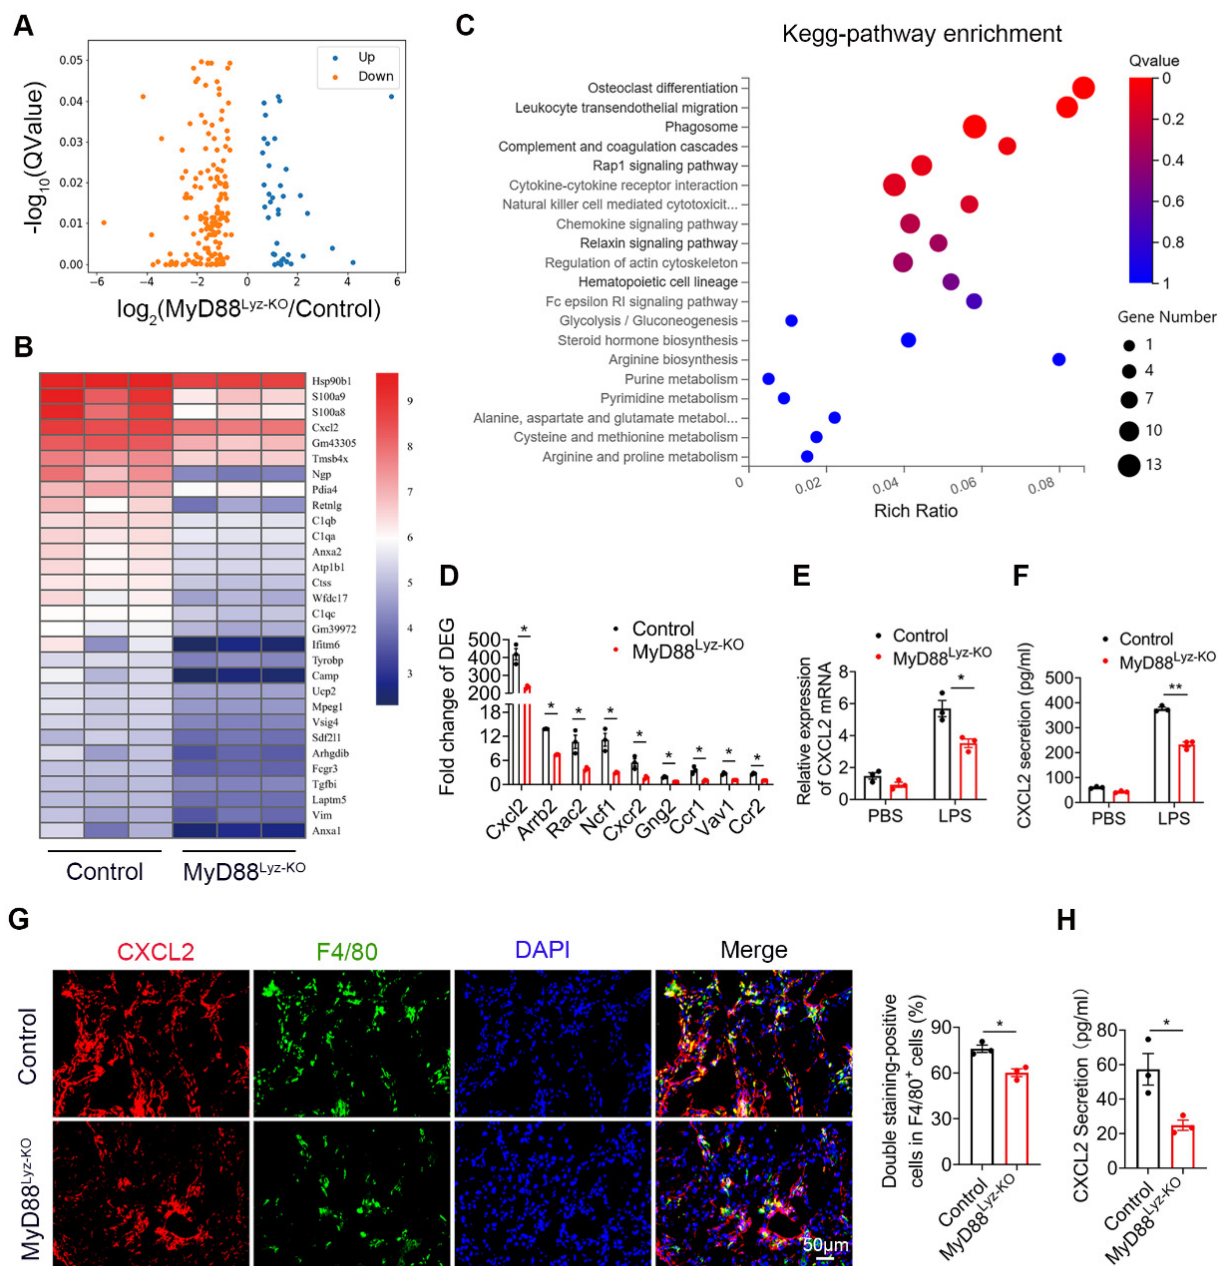 A
Up
Down
0.05
0.04
0.03
0.02
0.01
0.00
-log10(QValue)
−6
−4
−2
0
2
4
6
log2(MyD88Lyz-KO/Control)
B
Hsp90b1
S100a9
S100a8
Cxcl2
Gm43305
Tmsb4x
Ngp
Pdia4
Retnlg
C1qb
C1qa
Anxa2
Atp1b1
Ctss
Wfdc17
C1qc
Gm39972
Ifitm6
Tyrobp
Camp
Ucp2
Mpeg1
Vsig4
Sdf2l1
Arhgdib
Fcgr3
Tgfbi
Laptm5
Vim
Anxa1
9
8
7
6
5
4
3
Control
MyD88Lyz-KO
C
Kegg-pathway enrichment
Osteoclast differentiation
Leukocyte transendothelial migration
Phagosome
Complement and coagulation cascades
Rap1 signaling pathway
Cytokine-cytokine receptor interaction
Natural killer cell mediated cytotoxicit...
Chemokine signaling pathway
Relaxin signaling pathway
Regulation of actin cytoskeleton
Hematopoietic cell lineage
Fc epsilon RI signaling pathway
Glycolysis / Gluconeogenesis
Steroid hormone biosynthesis
Arginine biosynthesis
Purine metabolism
Pyrimidine metabolism
Alanine, aspartate and glutamate metabol...
Cysteine and methionine metabolism
Arginine and proline metabolism
0
0.02
0.04
0.06
0.08
Rich Ratio
Qvalue
0
0.2
0.4
0.6
0.8
1
Gene Number
1
4
7
10
13
D
Control
MyD88Lyz-KO
Fold change of DEG
500
400
300
200
18
12
6
0
*
*
*
*
*
*
*
*
*
Cxcl2
Arrb2
Rac2
Ncf1
Cxcr2
Gng2
Ccr1
Vav1
Ccr2
E
Control
MyD88Lyz-KO
Relative expression
of CXCL2 mRNA
8
6
4
2
0
*
PBS
LPS
F
Control
MyD88Lyz-KO
CXCL2 secretion (pg/ml)
500
400
300
200
100
0
**
PBS
LPS
G
CXCL2
F4/80
DAPI
Merge
Control
MyD88Lyz-KO
50μm
Double staining-positive
cells in F4/80+ cells (%)
90
60
30
0
*
Control
MyD88Lyz-KO
H
CXCL2 Secretion (pg/ml)
80
60
40
20
0
*
Control
MyD88Lyz-KO